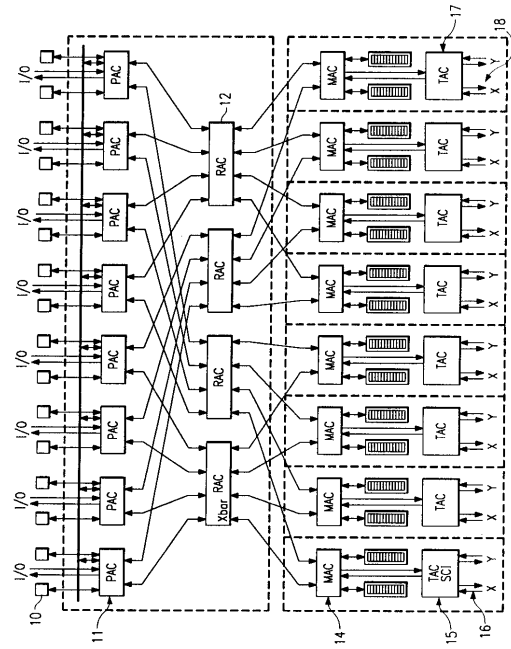 I/O I/O I/O I/O I/O I/O I/O I/O
10
PAC PAC PAC PAC PAC PAC PAC PAC
11
12
RAC Xbar
RAC
RAC
RAC
MAC MAC MAC MAC MAC MAC MAC MAC
14
TAC SCI
TAC TAC TAC TAC TAC TAC TAC
15
17
X Y X Y X Y X Y X Y X Y X Y X Y
16
18